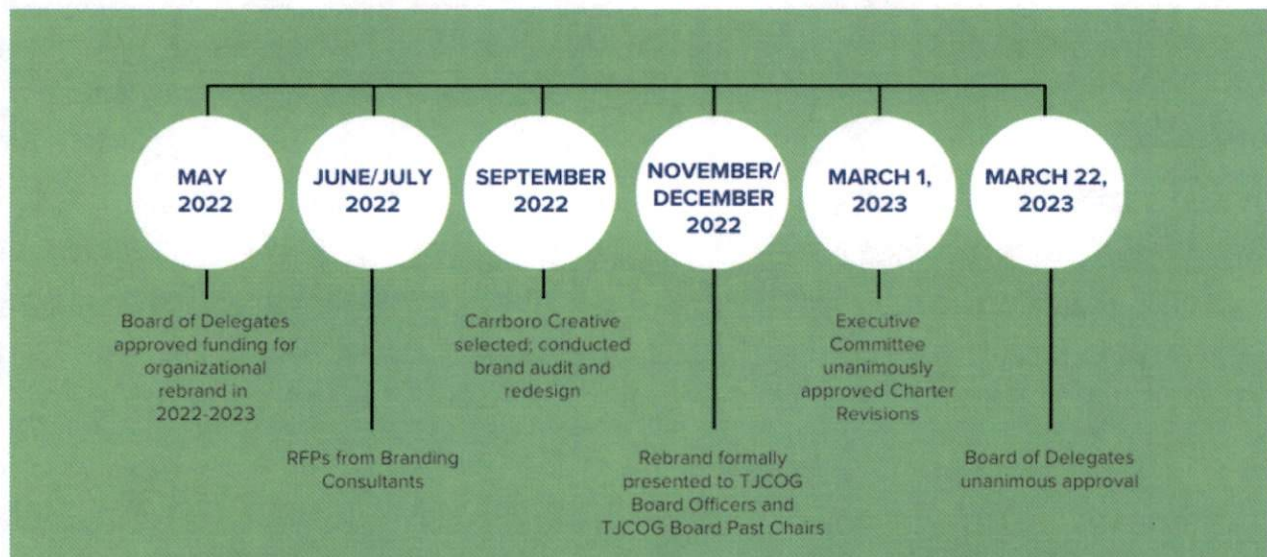 MAY
2022
JUNE/JULY
2022
SEPTEMBER
2022
NOVEMBER/
DECEMBER
2022
MARCH 1,
2023
MARCH 22,
2023
Board of Delegates
approved funding for
organizational
rebrand in
2022-2023
RFPs from Branding
Consultants
Carrboro Creative
selected; conducted
brand audit and
redesign
Rebrand formally
presented to TJCOG
Board Officers and
TJCOG Board Past Chairs
Executive
Committee
unanimously
approved Charter
Revisions
Board of Delegates
unanimous approval